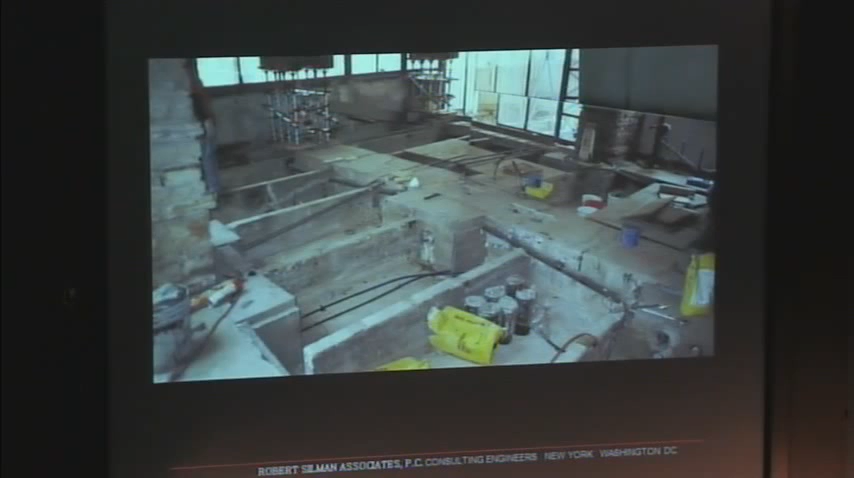 ROBERT SILMAN ASSOCIATES, P.C. CONSULTING ENGINEERS NEW YORK WASHINGTON DC